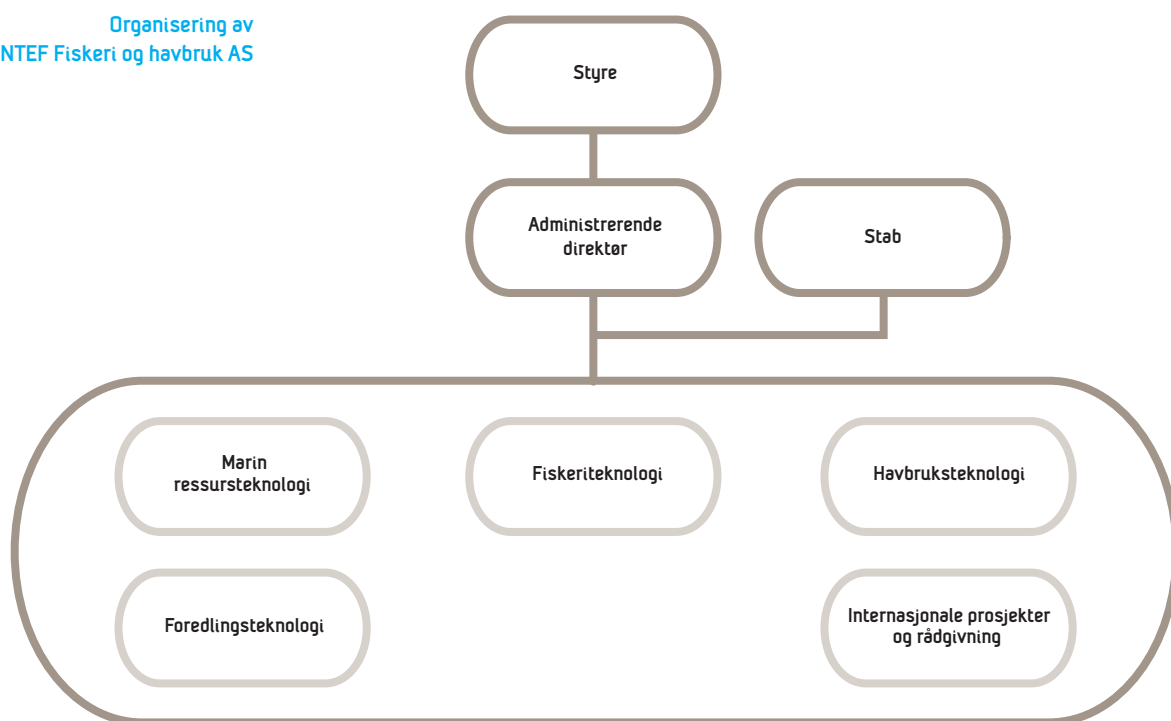 Organisering av
NTEF Fiskeri og havbruk AS
Styre
Administrerende
direktør
Stab
Marin
ressursteknologi
Fiskeriteknologi
Havbruksteknologi
Foredlingsteknologi
Internasjonale prosjekter
og rådgivning